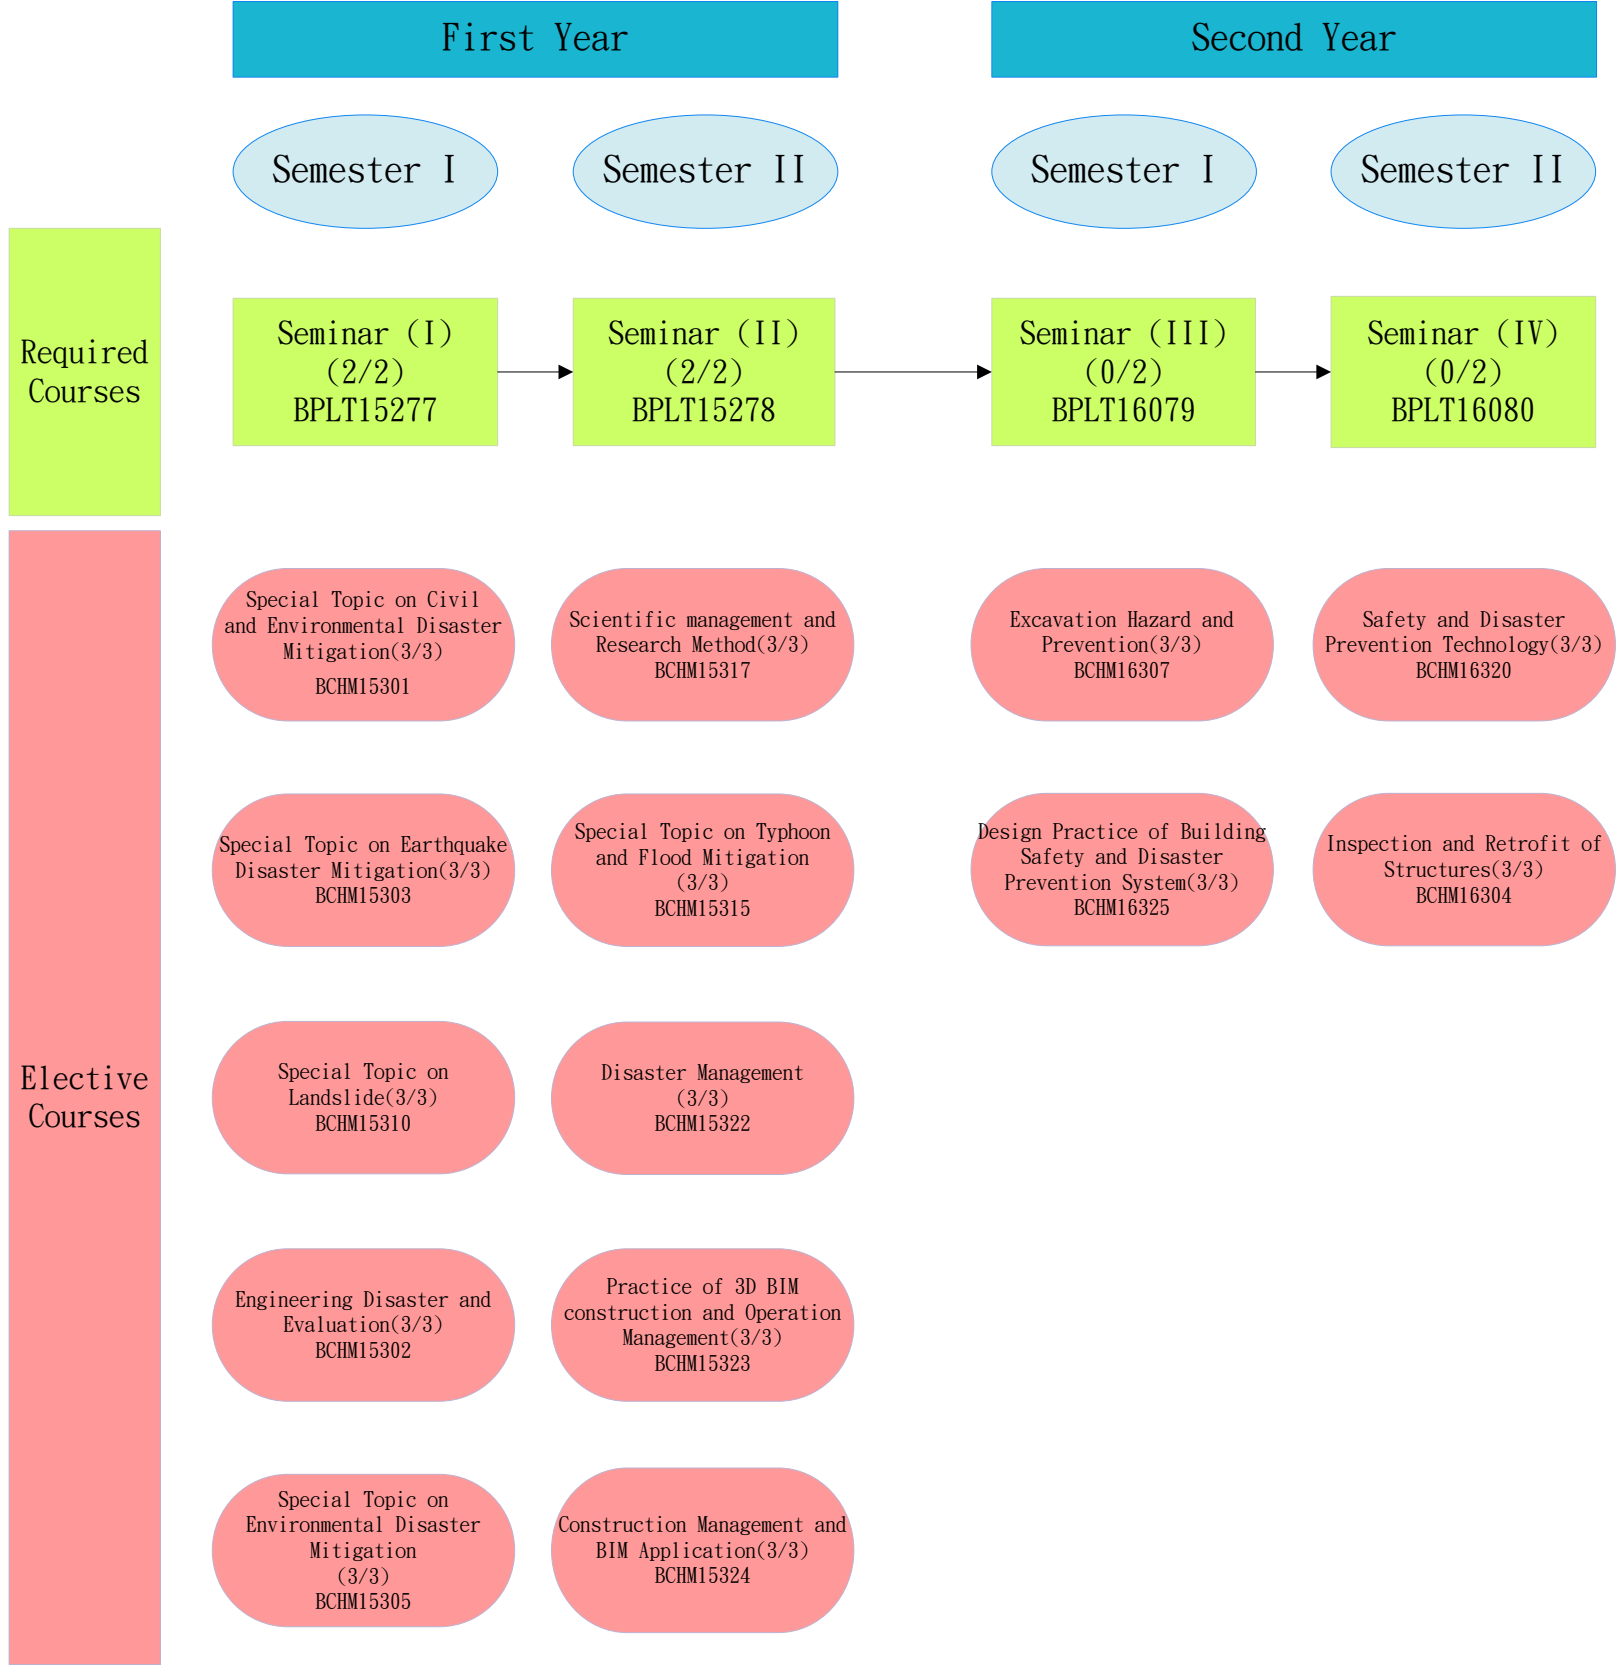 First Year
Second Year
Semester I
Semester II
Semester I
Semester II
Required
Courses
Seminar (I)
(2/2)
BPLT15277
Seminar (II)
(2/2)
BPLT15278
Seminar (III)
(0/2)
BPLT16079
Seminar (IV)
(0/2)
BPLT16080
Elective
Courses
Special Topic on Civil
and Environmental Disaster
Mitigation(3/3)
BCHM15301
Scientific management and
Research Method(3/3)
BCHM15317
Excavation Hazard and
Prevention(3/3)
BCHM16307
Safety and Disaster
Prevention Technology(3/3)
BCHM16320
Special Topic on Earthquake
Disaster Mitigation(3/3)
BCHM15303
Special Topic on Typhoon
and Flood Mitigation
(3/3)
BCHM15315
Design Practice of Building
Safety and Disaster
Prevention System(3/3)
BCHM16325
Inspection and Retrofit of
Structures(3/3)
BCHM16304
Special Topic on
Landslide(3/3)
BCHM15310
Disaster Management
(3/3)
BCHM15322
Engineering Disaster and
Evaluation(3/3)
BCHM15302
Practice of 3D BIM
construction and Operation
Management(3/3)
BCHM15323
Special Topic on
Environmental Disaster
Mitigation
(3/3)
BCHM15305
Construction Management and
BIM Application(3/3)
BCHM15324